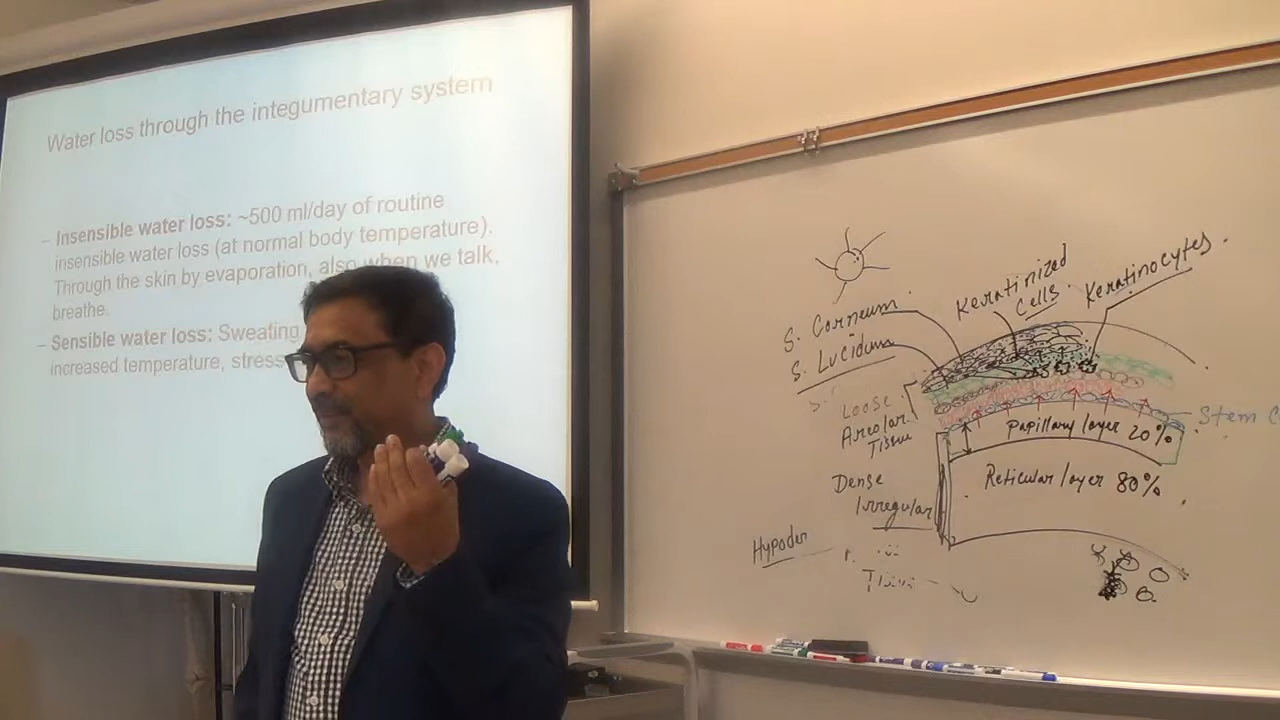 Water loss through the integumentary system
– Insensible water loss: ~500 ml/day of routine
insensible water loss (at normal body temperature).
Through the skin by evaporation, also when we talk,
breathe.
– Sensible water loss: Sweating
increased temperature, stress
Keratinized
Cells.
Keratinocytes.
S. Corneum
S. Lucidum
Loose
Areolar
Tissue
Stem
Papillary layer 20%
Dense
Irregular
Reticular layer 80%
Hypoder
Tissue